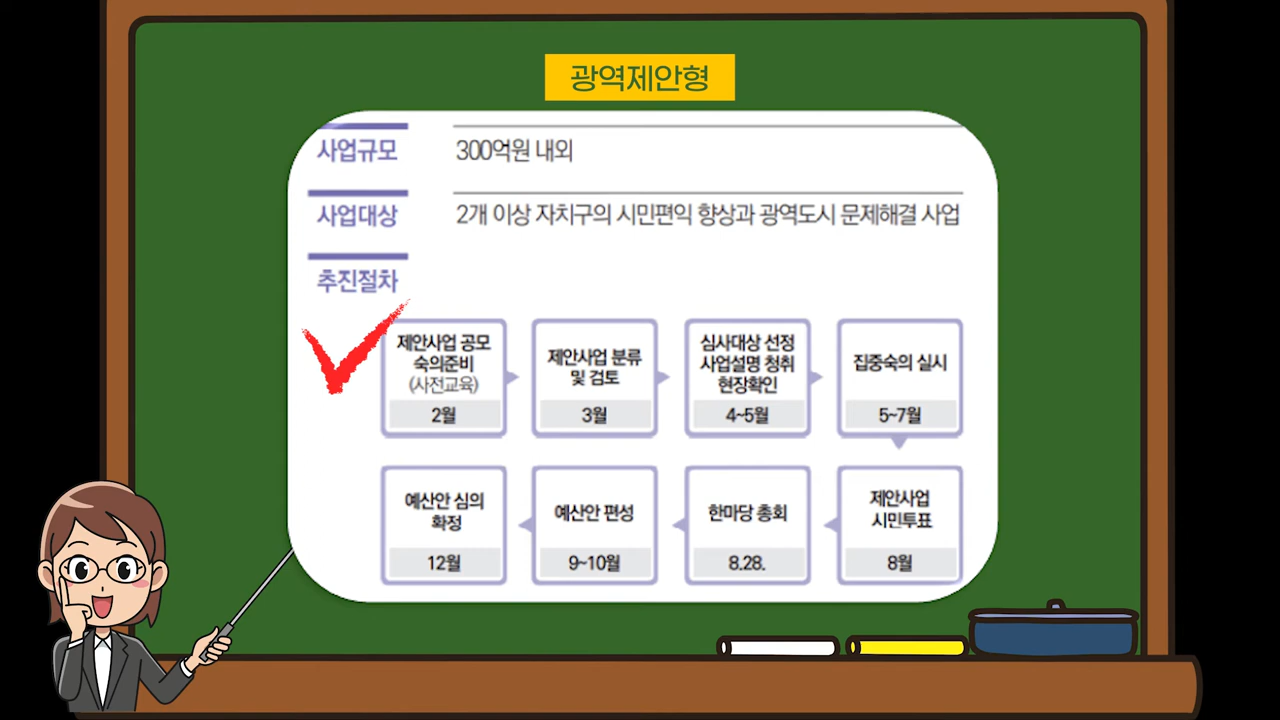 광역제안형
사업규모
300억원 내외
사업대상
2개 이상 자치구의 시민편익 향상과 광역도시 문제해결 사업
추진절차
제안사업 공모
숙의준비
(사전교육)
2월
제안사업 분류
및 검토
3월
심사대상 선정
사업설명 청취
현장확인
4~5월
집중숙의 실시
5~7월
제안사업
시민투표
8월
한마당 총회
8.28.
예산안 편성
9~10월
예산안 심의
확정
12월